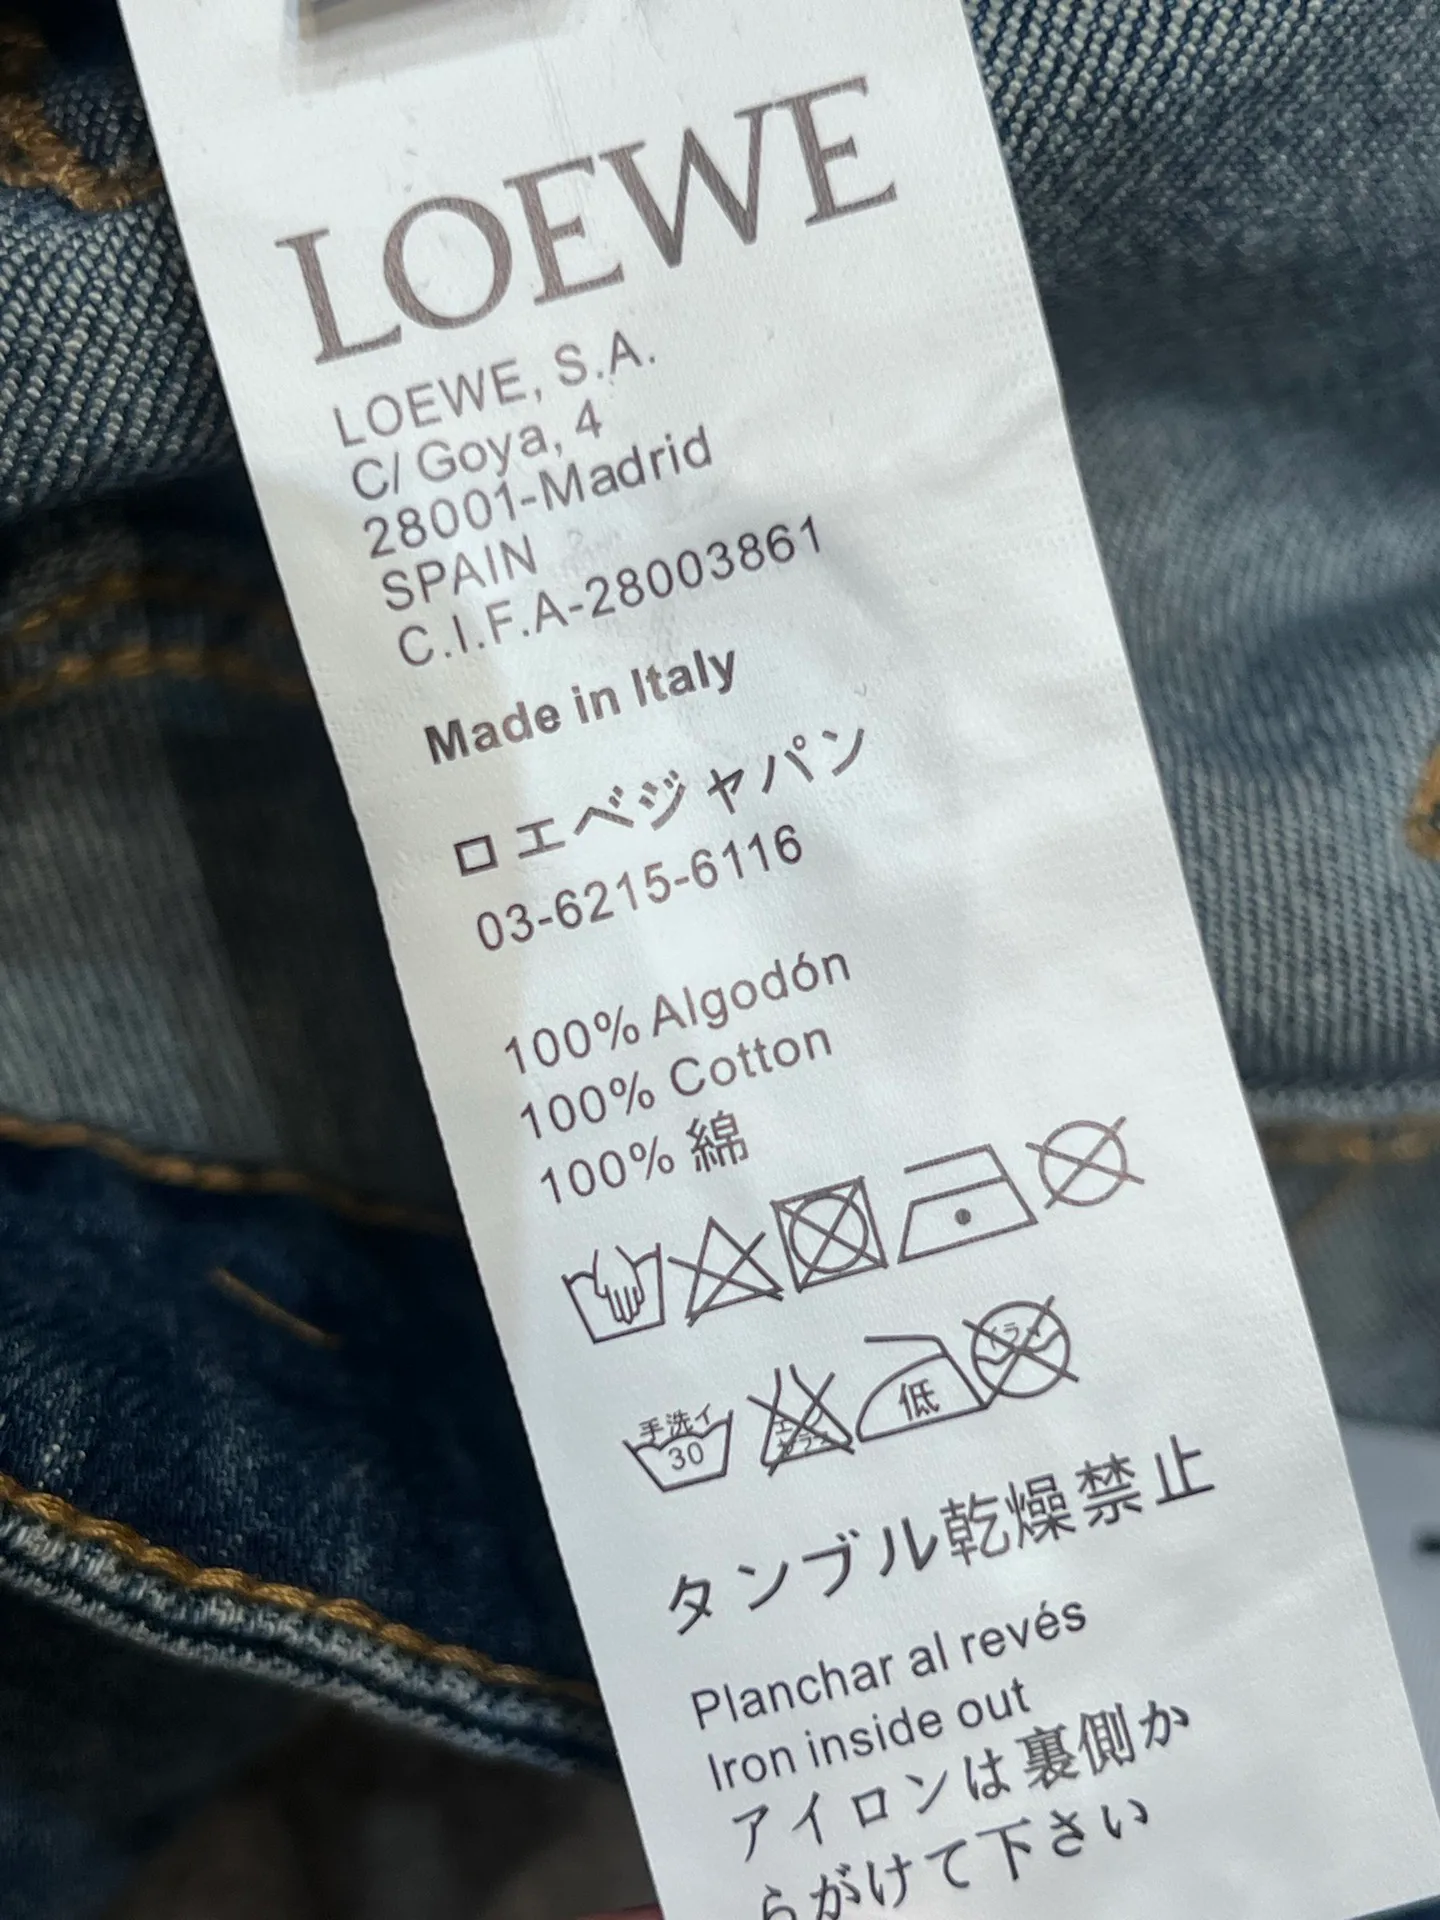 LOEWE
LOEWE, S.A.
C/ Goya, 4
28001-Madrid
SPAIN
C.I.F.A-28003861
Made in Italy
ロエベジャパン
03-6215-6116
100% Algodón
100% Cotton
100% 綿
手洗イ
30
低
タンブル乾燥禁止
Planchar al revés
Iron inside out
アイロンは裏側か
らがけて下さい